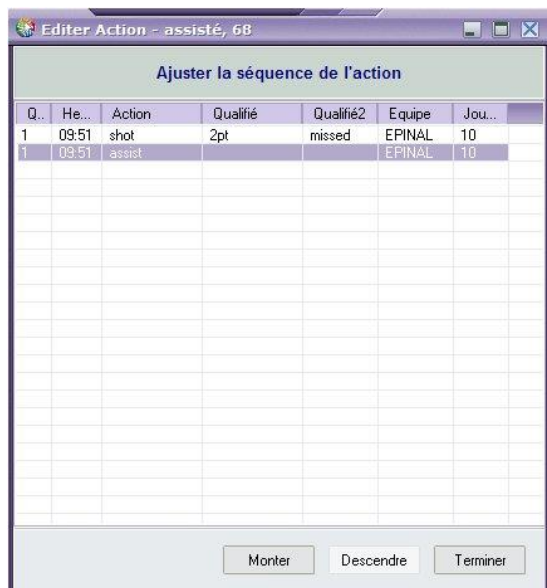 Editer Action - assisté, 68
Ajuster la séquence de l'action
Q.. He... Action Qualifié Qualifié2 Equipe Jou...
1 09:51 shot 2pt missed EPINAL 10
1 09:51 assist EPINAL 10
Monter Descendre Terminer